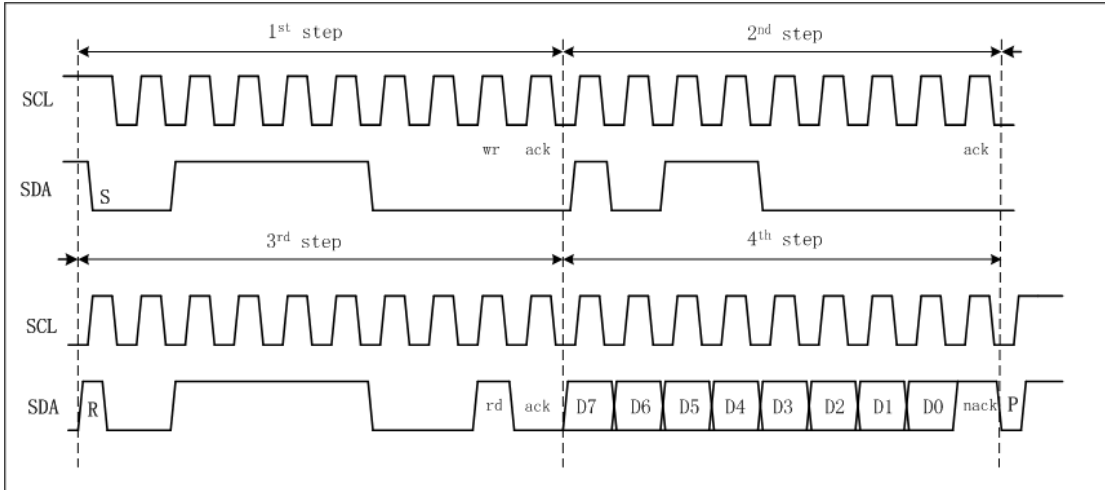 1st step 2nd step
SCL
wr ack ack
SDA S
3rd step 4th step
SCL
SDA R rd ack D7 D6 D5 D4 D3 D2 D1 D0 nack P